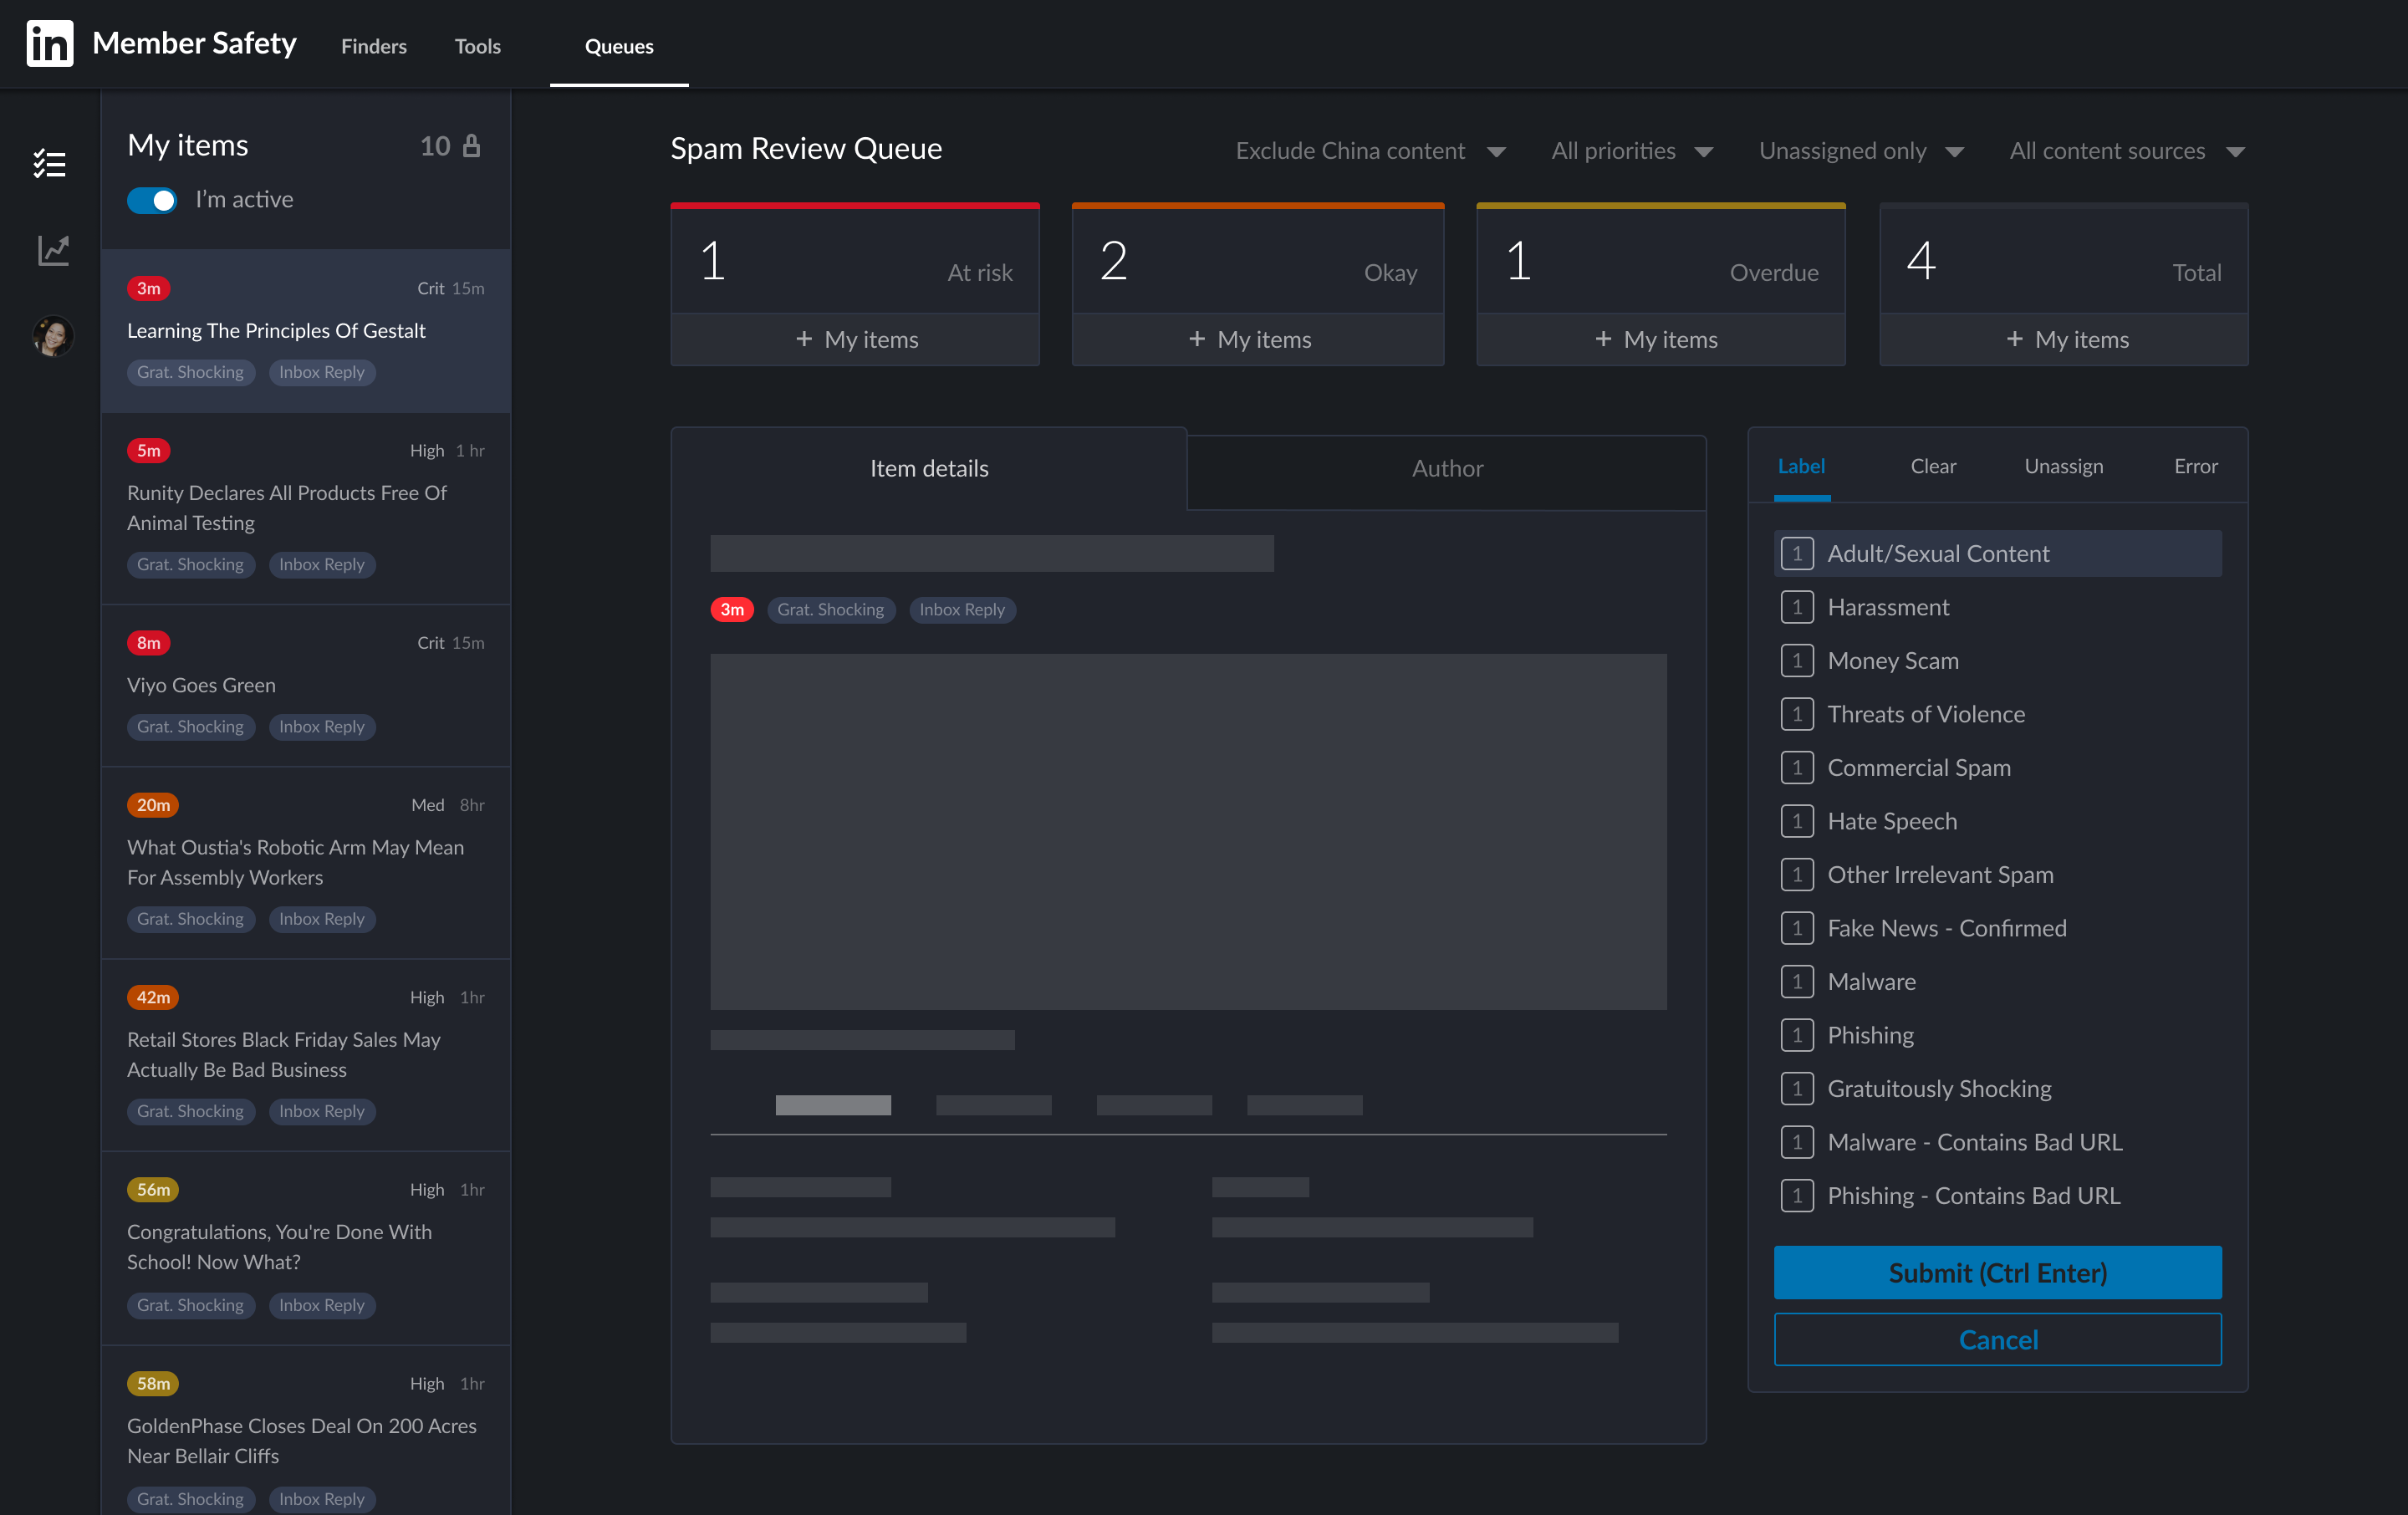 in Member Safety Finders Tools Queues
My items 10
I'm active
3m Crit 15m
Learning The Principles Of Gestalt
Grat. Shocking Inbox Reply
5m High 1 hr
Runity Declares All Products Free Of
Animal Testing
Grat. Shocking Inbox Reply
8m Crit 15m
Viyo Goes Green
Grat. Shocking Inbox Reply
20m Med 8hr
What Oustia's Robotic Arm May Mean
For Assembly Workers
Grat. Shocking Inbox Reply
42m High 1hr
Retail Stores Black Friday Sales May
Actually Be Bad Business
Grat. Shocking Inbox Reply
56m High 1hr
Congratulations, You're Done With
School! Now What?
Grat. Shocking Inbox Reply
58m High 1hr
GoldenPhase Closes Deal On 200 Acres
Near Bellair Cliffs
Grat. Shocking Inbox Reply
Spam Review Queue Exclude China content All priorities Unassigned only All content sources
1 At risk
+ My items
2 Okay
+ My items
1 Overdue
+ My items
4 Total
+ My items
Item details Author
3m Grat. Shocking Inbox Reply
Label Clear Unassign Error
1 Adult/Sexual Content
1 Harassment
1 Money Scam
1 Threats of Violence
1 Commercial Spam
1 Hate Speech
1 Other Irrelevant Spam
1 Fake News - Confirmed
1 Malware
1 Phishing
1 Gratuitously Shocking
1 Malware - Contains Bad URL
1 Phishing - Contains Bad URL
Submit (Ctrl Enter)
Cancel